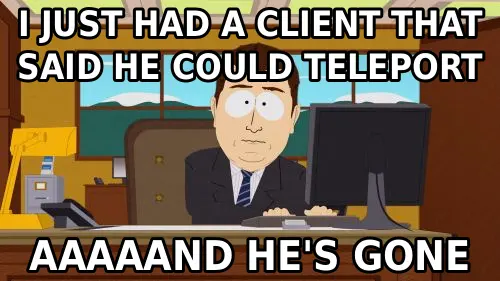 I JUST HAD A CLIENT THAT
SAID HE COULD TELEPORT
AAAAAND HE'S GONE